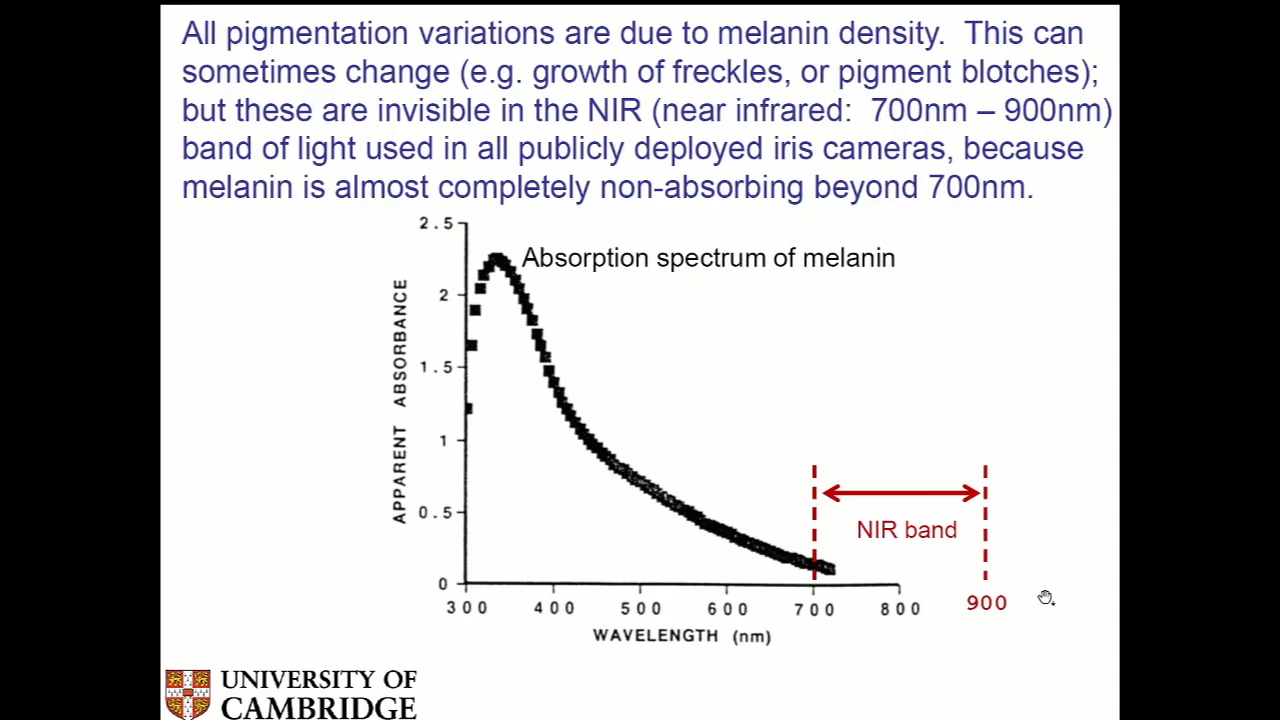 All pigmentation variations are due to melanin density.  This can
sometimes change (e.g. growth of freckles, or pigment blotches);
but these are invisible in the NIR (near infrared:  700nm – 900nm)
band of light used in all publicly deployed iris cameras, because
melanin is almost completely non-absorbing beyond 700nm.
2.5
Absorption spectrum of melanin
2
1.5
1
0.5
0
APPARENT ABSORBANCE
NIR band
300 400 500 600 700 800 900
WAVELENGTH (nm)
UNIVERSITY OF
CAMBRIDGE